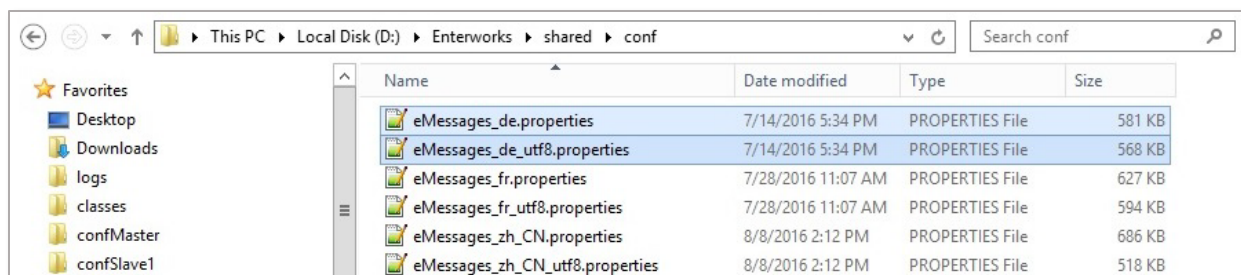 This PC Local Disk (D:) Enterworks shared conf Search conf
Favorites
Desktop
Downloads
logs
classes
confMaster
confSlave1
Name Date modified Type Size
eMessages_de.properties 7/14/2016 5:34 PM PROPERTIES File 581 KB
eMessages_de_utf8.properties 7/14/2016 5:34 PM PROPERTIES File 568 KB
eMessages_fr.properties 7/28/2016 11:07 AM PROPERTIES File 627 KB
eMessages_fr_utf8.properties 7/28/2016 11:07 AM PROPERTIES File 594 KB
eMessages_zh_CN.properties 8/8/2016 2:12 PM PROPERTIES File 686 KB
eMessages_zh_CN_utf8.properties 8/8/2016 2:12 PM PROPERTIES File 518 KB